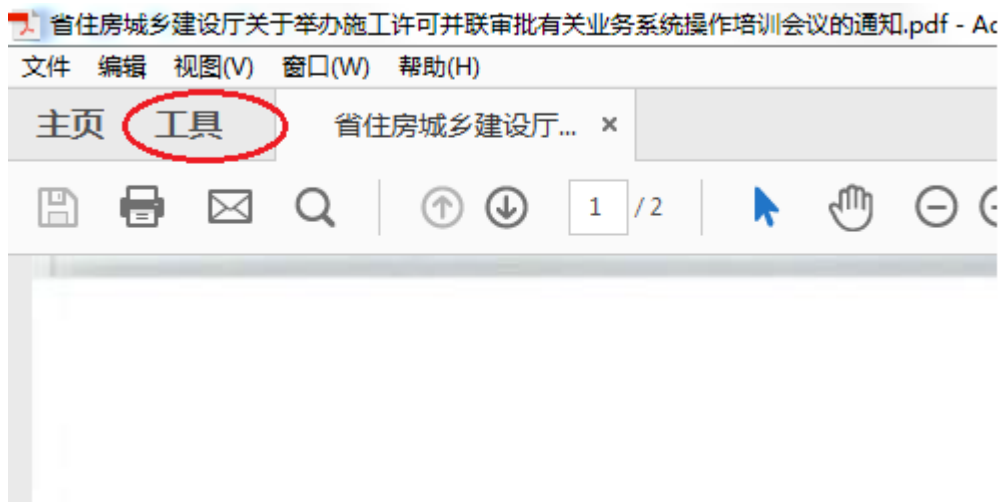 省住房城乡建设厅关于举办施工许可并联审批有关业务系统操作培训会议的通知.pdf - Ac
文件 编辑 视图(V) 窗口(W) 帮助(H)
主页 工具 省住房城乡建设厅... ×
1 / 2